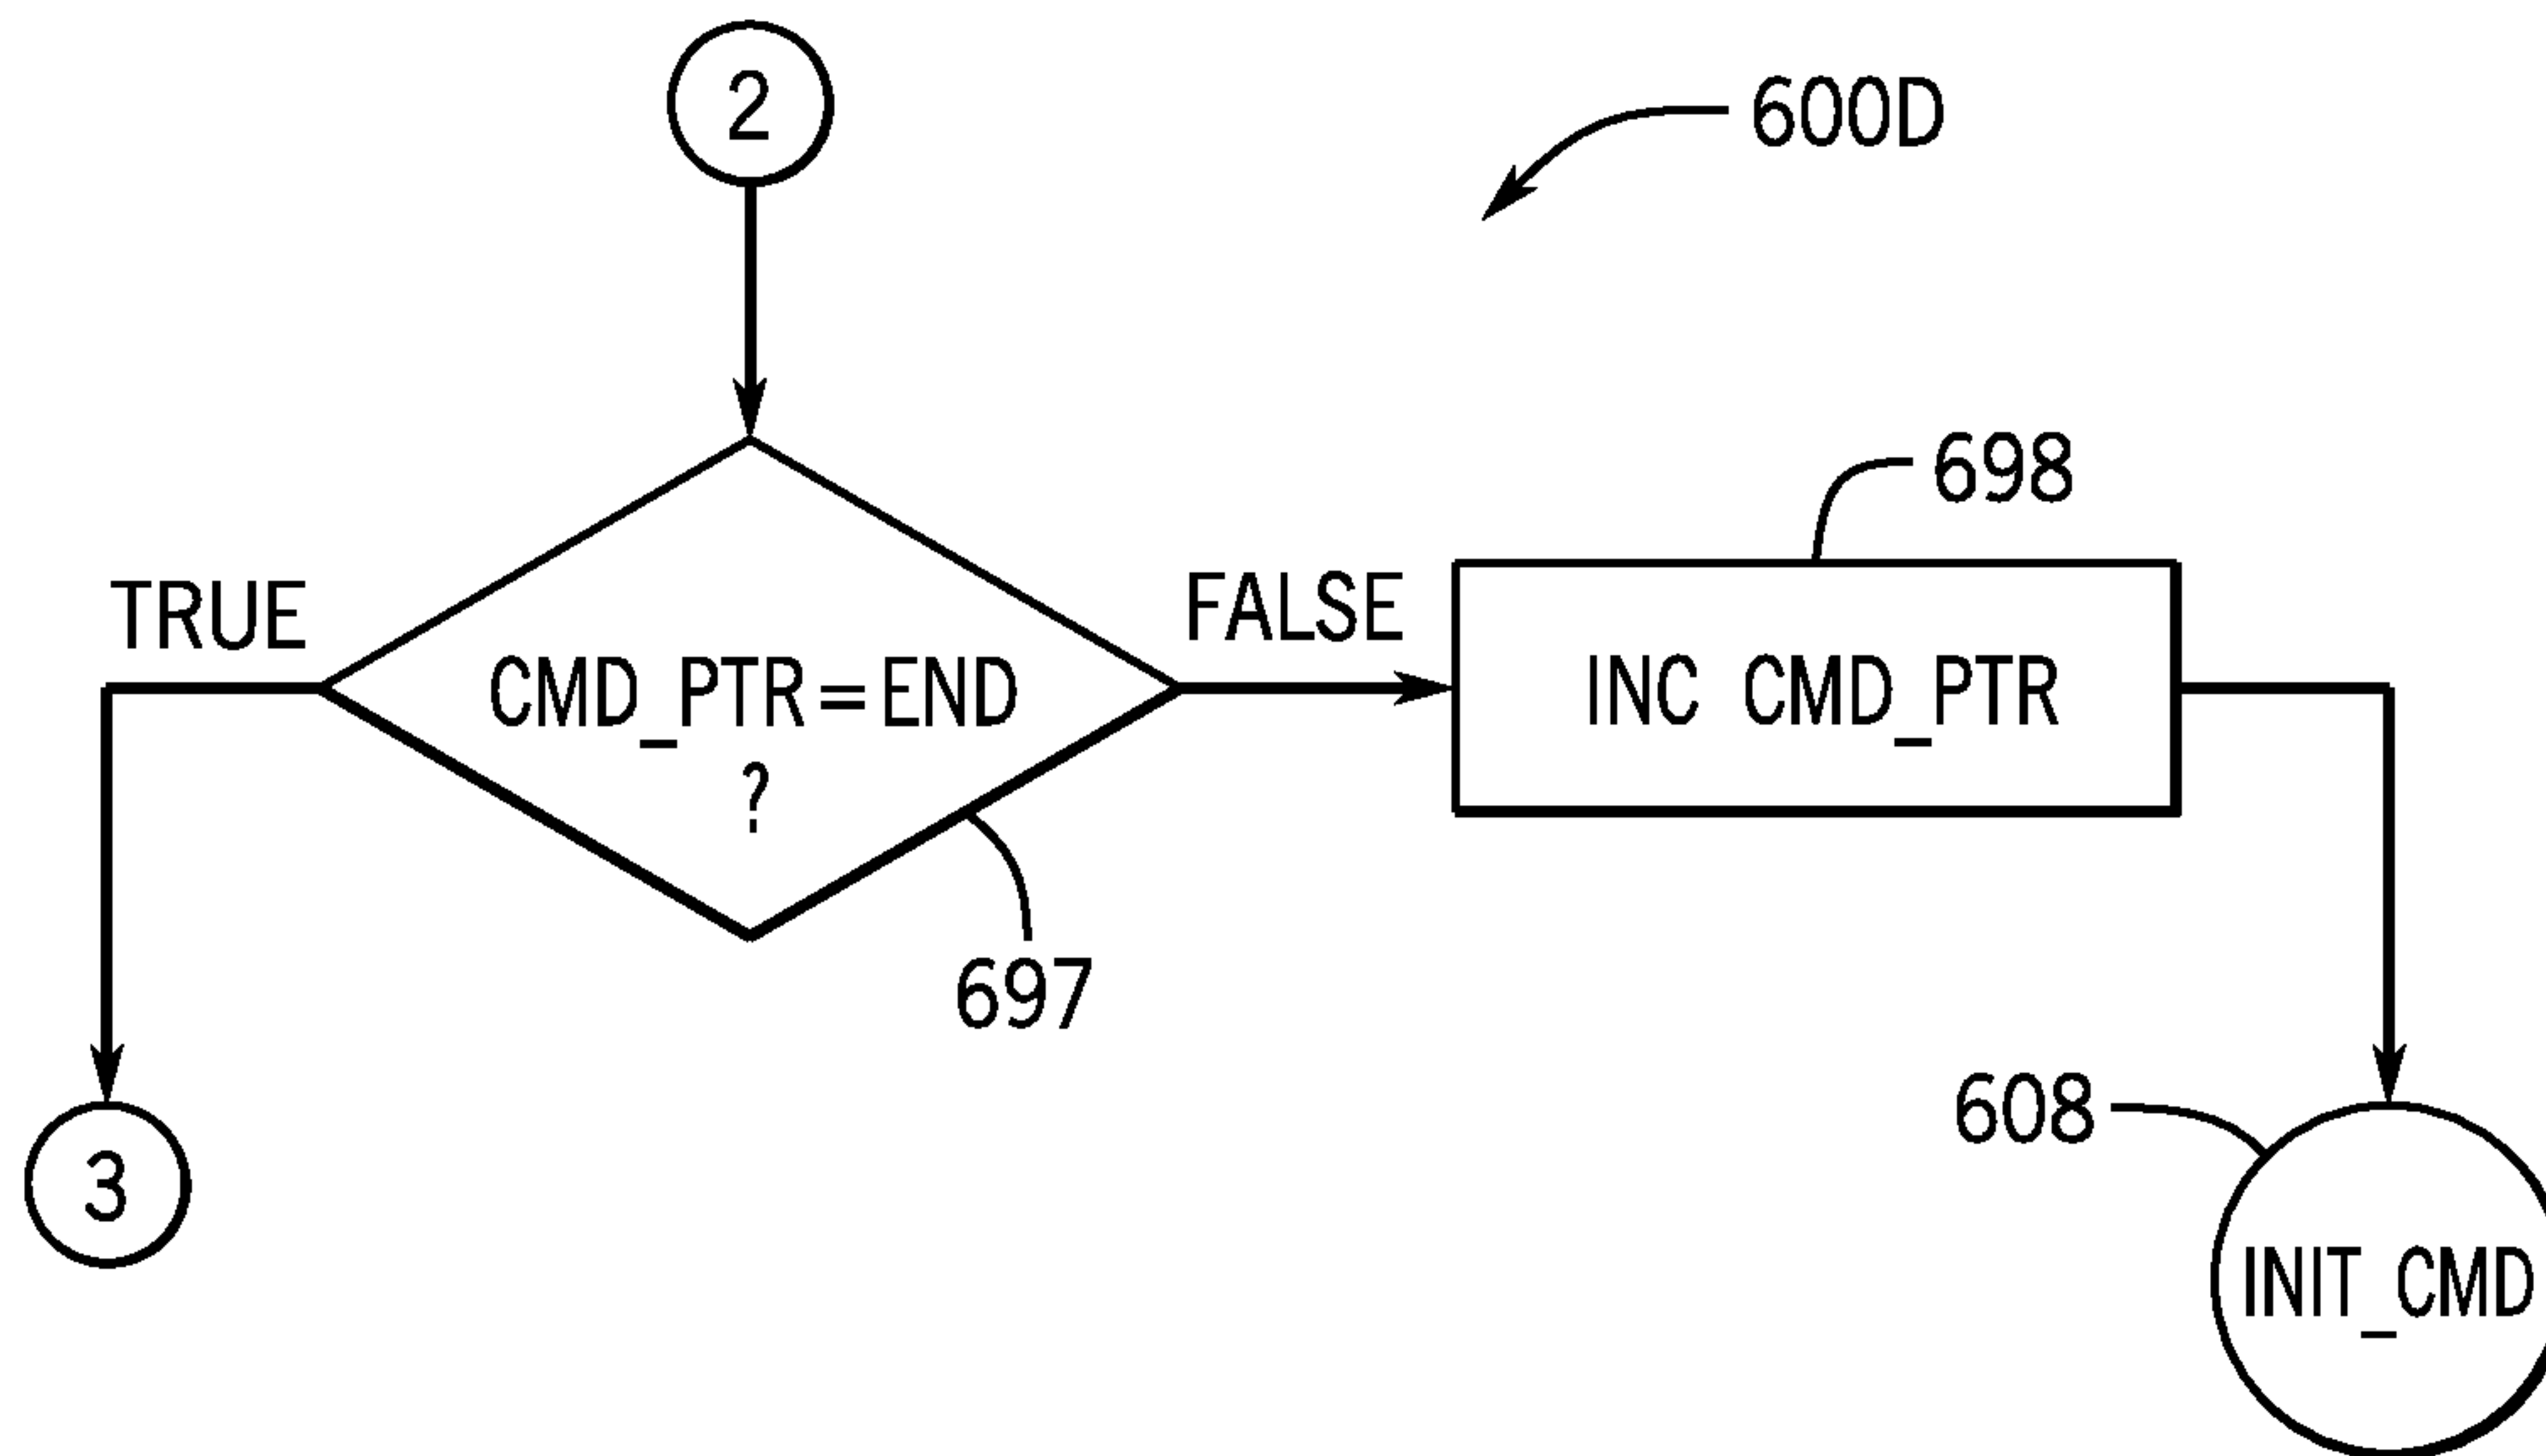 2
600D
698
TRUE
FALSE
CMD_PTR=END
?
INC CMD_PTR
697
608
3
INIT_CMD